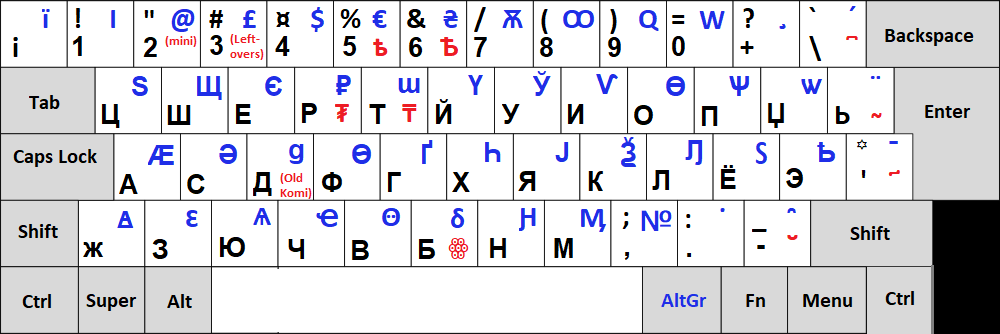 ї ! І " @ # £ ¤ $ % € & ₴ / Ѫ ( Ꚙ ) Q = W ? ¸ ` ´ Backspace
і 1 2 (mini) 3 (Left-overs) 4 5 ѣ 6 Ѣ 7 8 9 0 + \ ̑
Tab Ѕ Щ Є ₽ ɯ Ү Ў Ѵ Ѳ Ѱ ѡ ¨ Enter
Ц Ш Е Р ₮ Т ₸ Й У И О П Џ Ь ~
Caps Lock Æ Ә g Ѳ Ґ Һ Ј Ѯ Ԓ Ѕ Ҍ ✡ ¯
А С Д (Old Komi) Ф Г Х Я К Л Ё Э '
Shift Ԑ Ѧ Ҽ ʘ δ Ԣ Ӎ ; № : ˙ _ ˆ Shift
ж З Ю Ч В Б ꙮ Н М , . - ˘
Ctrl Super Alt AltGr Fn Menu Ctrl